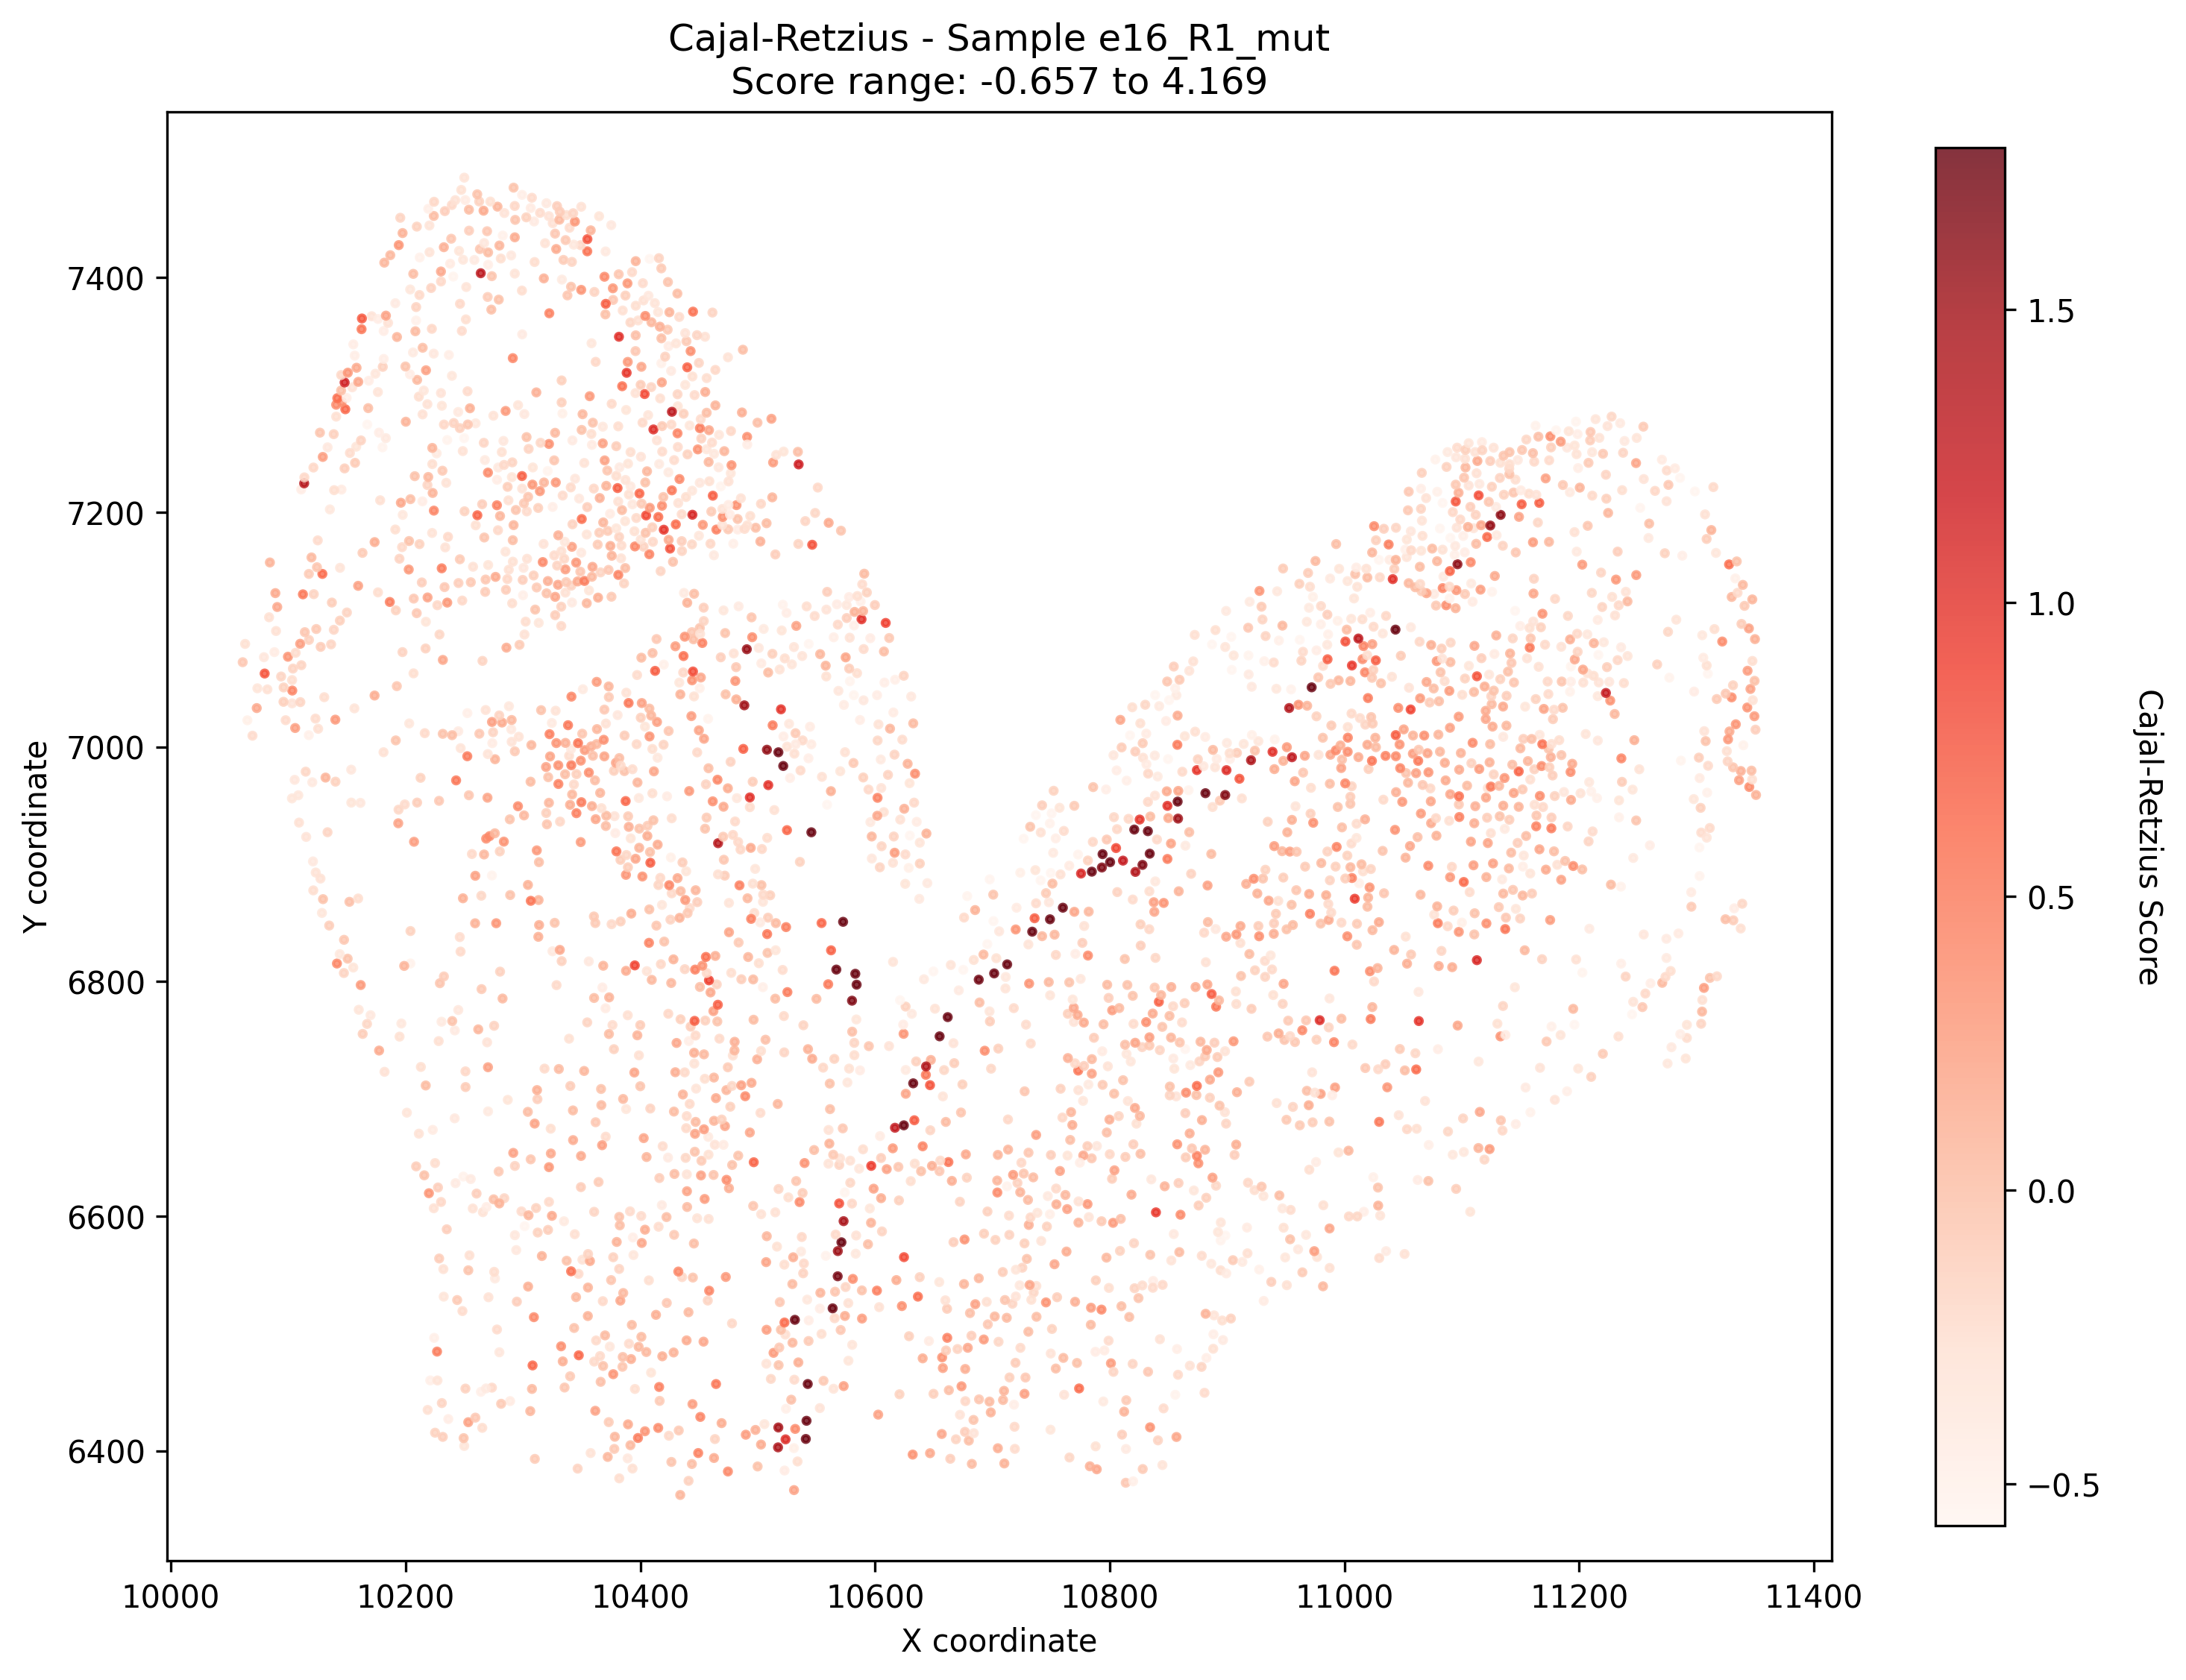 Cajal-Retzius - Sample e16_R1_mut
Score range: -0.657 to 4.169
Y coordinate
7400
7200
7000
6800
6600
6400
10000 10200 10400 10600 10800 11000 11200 11400
X coordinate
1.5
1.0
0.5
0.0
−0.5
Cajal-Retzius Score